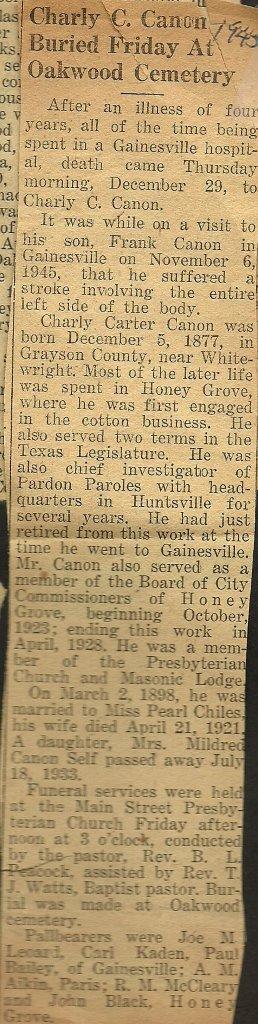 Charly C. Canon
Buried Friday At
Oakwood Cemetery
After an illness of four
years, all of the time being
spent in a Gainesville hospit-
al, death came Thursday
morning, December 29, to
Charly C. Canon.
It was while on a visit to
his son, Frank Canon in
Gainesville on November 6,
1945, that he suffered a
stroke involving the entire
left side of the body.
Charly Carter Canon was
born December 5, 1877, in
Grayson County, near White-
wright. Most of the later life
was spent in Honey Grove,
where he was first engaged
in the cotton business. He
also served two terms in the
Texas Legislature. He was
also chief investigator of
Pardon Paroles with head-
quarters in Huntsville for
several years. He had just
retired from this work at the
time he went to Gainesville.
Mr. Canon also served as a
member of the Board of City
Commissioners of Honey
Grove, beginning October,
1923; ending this work in
April, 1928. He was a mem-
ber of the Presbyterian
Church and Masonic Lodge.
On March 2, 1898, he was
married to Miss Pearl Chiles,
his wife died April 21, 1921.
A daughter, Mrs. Mildred
Canon Self passed away July
18, 1933.
Funeral services were held
at the Main Street Presby-
terian Church Friday after-
noon at 3 o'clock, conducted
by the pastor, Rev. B. L.
Peacock, assisted by Rev. T.
J. Watts, Baptist pastor. Bur-
ial was made at Oakwood
cemetery.
Pallbearers were Joe M.
Leoard, Carl Kaden, Paul
Bailey, of Gainesville; A. M.
Aikin, Paris; R. M. McCleary
and John Black, Honey
Grove.